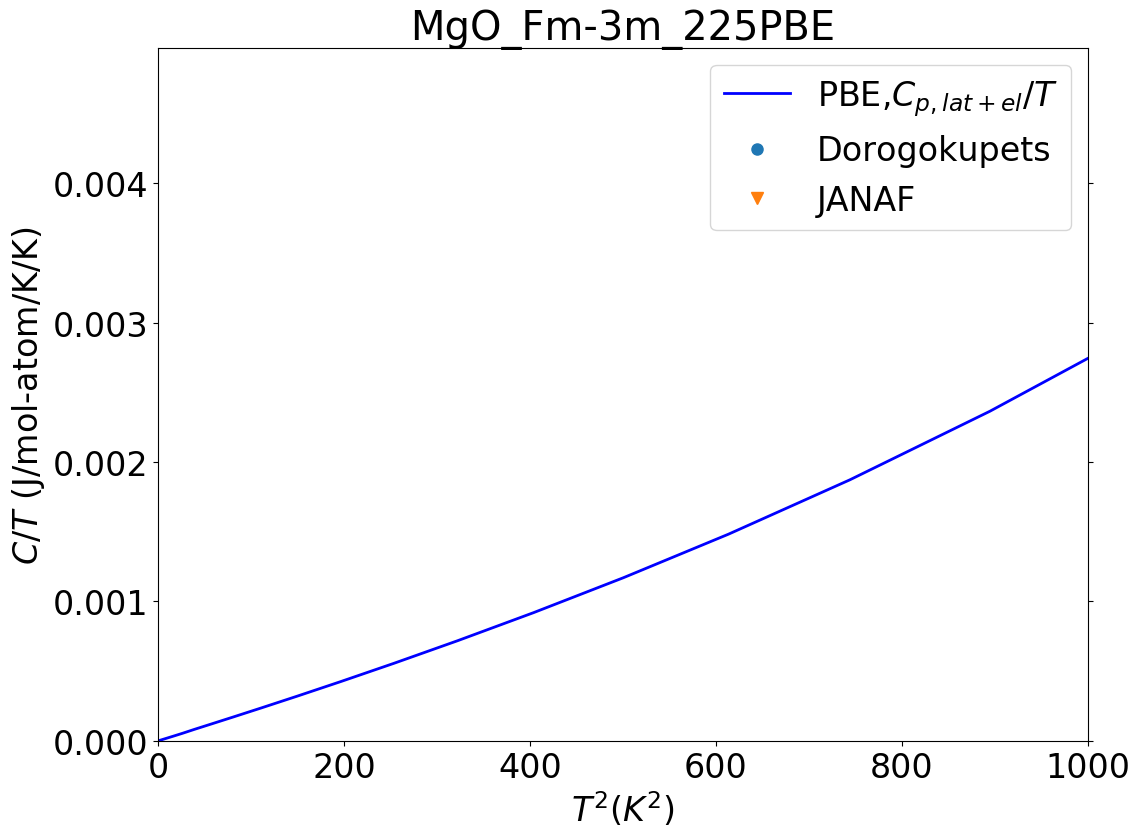 MgO_Fm-3m_225PBE
PBE,$C_{p,lat+el}/T$
Dorogokupets
JANAF
C/T (J/mol-atom/K/K)
0.004
0.003
0.002
0.001
0.000
0 200 400 600 800 1000
$T^2(K^2)$